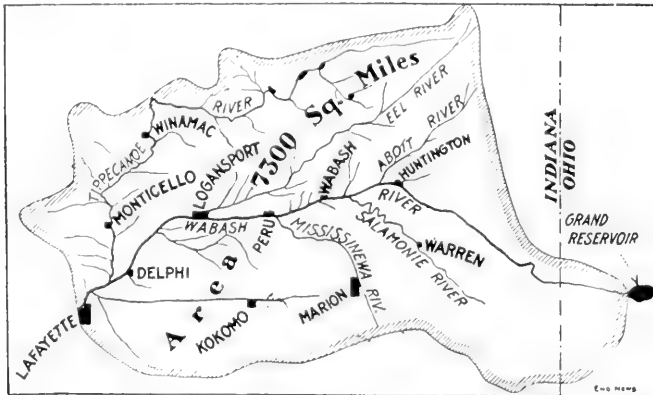 7300 Sq. Miles
Area
INDIANA
OHIO
GRAND
RESERVOIR
TIPPECANOE
RIVER
WINAMAC
MONTICELLO
LOGANSPORT
EEL RIVER
ABOTT RIVER
WABASH
HUNTINGTON
WABASH
RIVER
PERU
MISSISSINEWA RIV.
SALAMONIE RIVER
WARREN
DELPHI
LAFAYETTE
KOKOMO
MARION
ENG NEWS